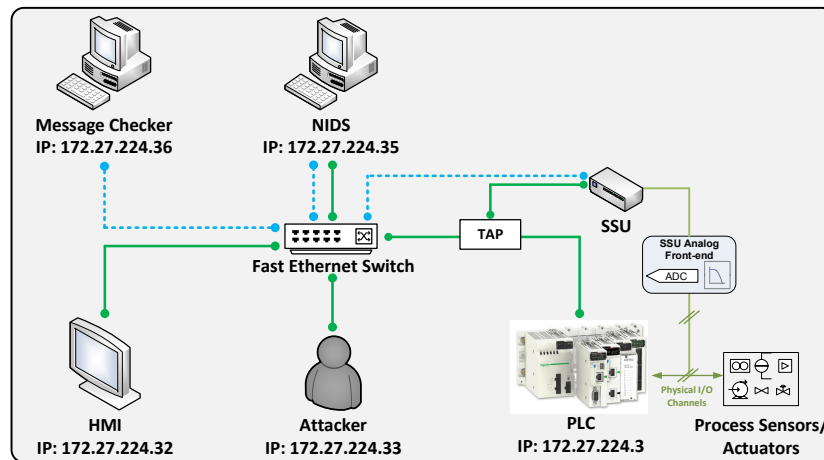 Message Checker
IP: 172.27.224.36
NIDS
IP: 172.27.224.35
SSU
TAP
Fast Ethernet Switch
SSU Analog
Front-end
ADC
HMI
IP: 172.27.224.32
Attacker
IP: 172.27.224.33
PLC
IP: 172.27.224.3
Physical I/O
Channels
Process Sensors/
Actuators